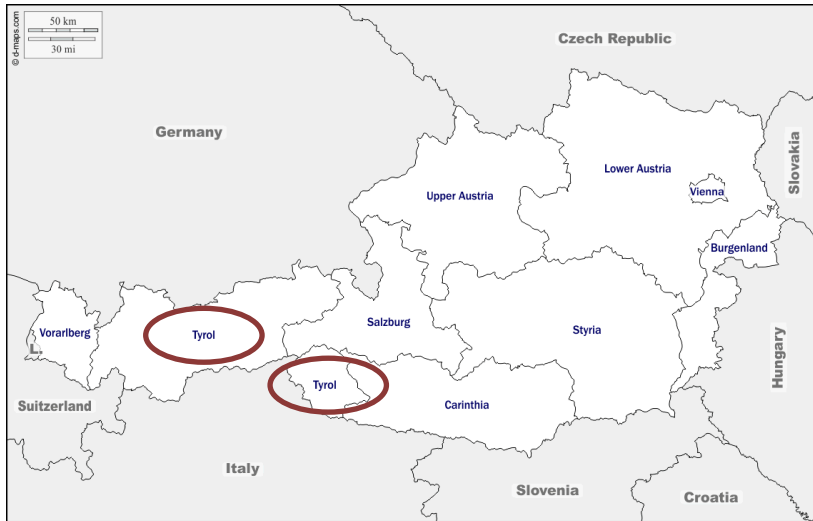 50 km
30 mi
© d-maps.com
Czech Republic
Germany
Slovakia
Lower Austria
Vienna
Upper Austria
Burgenland
Salzburg
Styria
Vorarlberg
Tyrol
L.
Hungary
Tyrol
Carinthia
Suitzerland
Italy
Slovenia
Croatia